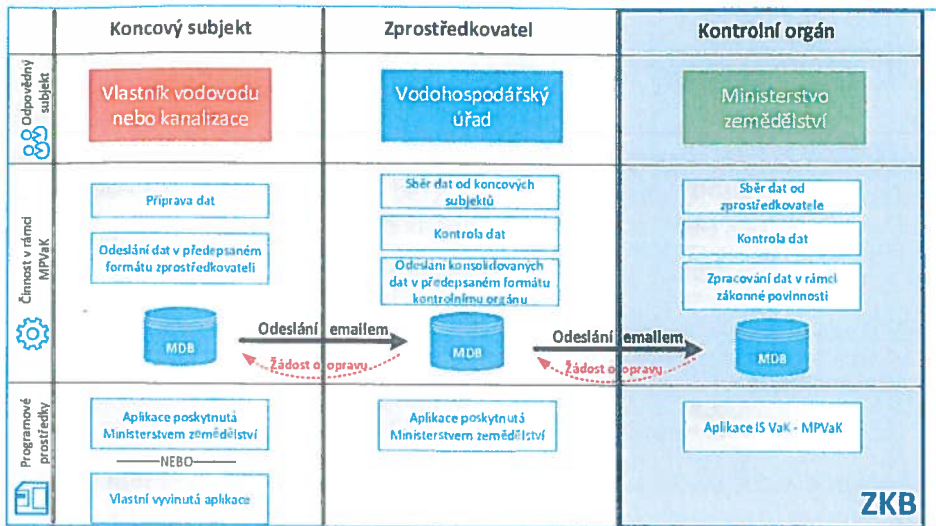 Koncový subjekt
Zprostředkovatel
Kontrolní orgán
Odpovědný
subjekt
Vlastník vodovodu
nebo kanalizace
Vodohospodářský
úřad
Ministerstvo
zemědělství
Činnost v rámci
MPVaK
Příprava dat
Odeslání dat v předepsaném
formátu zprostředkovateli
Sběr dat od koncových
subjektů
Kontrola dat
Odeslání konsolidovaných
dat v předepsaném formátu
kontrolnímu orgánu
Sběr dat od
zprostředkovatele
Kontrola dat
Zpracování dat v rámci
zákonné povinnosti
MDB
Odeslání emailem
Žádost o opravu
MDB
Odeslání emailem
Žádost o opravu
MDB
Programové
prostředky
Aplikace poskytnutá
Ministerstvem zemědělství
NEBO
Vlastní vyvinutá aplikace
Aplikace poskytnutá
Ministerstvem zemědělství
Aplikace IS VaK - MPVaK
ZKB